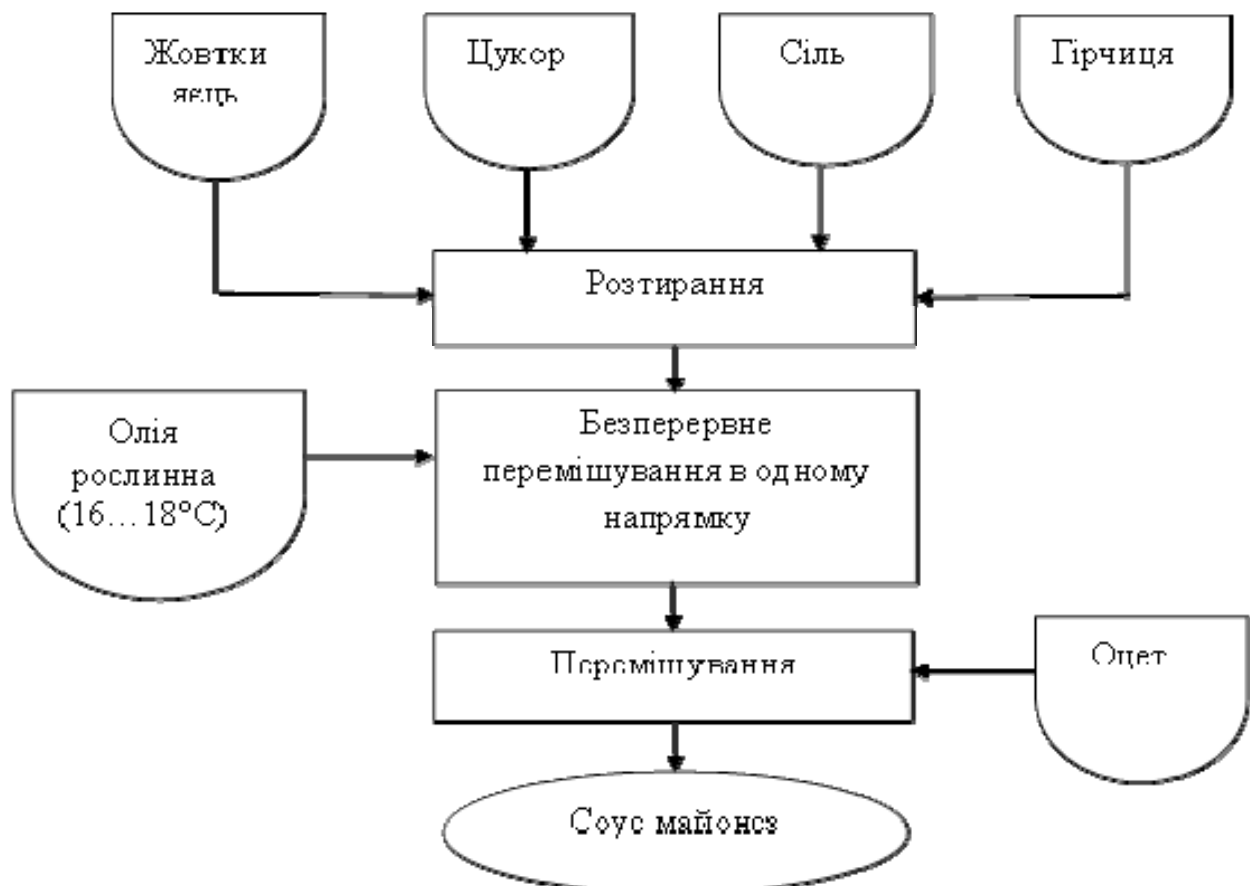 Жовтки
яєць
Цукор
Сіль
Гірчиця
Розтирання
Олія
рослинна
(16...18°С)
Безперервне
перемішування в одному
напрямку
Перемішування
Оцет
Соус майонез